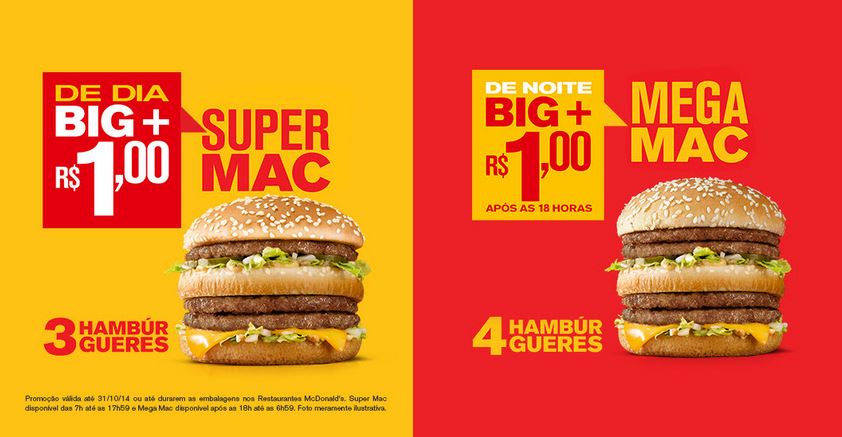 DE DIA
BIG +
R$ 1,00
SUPER
MAC
3 HAMBÚR
GUERES
Promoção válida até 31/10/14 ou até durarem as embalagens nos Restaurantes McDonald's. Super Mac
disponível das 7h até as 17h59 e Mega Mac disponível após as 18h até as 6h59. Foto meramente ilustrativa.
DE NOITE
BIG +
R$ 1,00
APÓS AS 18 HORAS
MEGA
MAC
4 HAMBÚR
GUERES